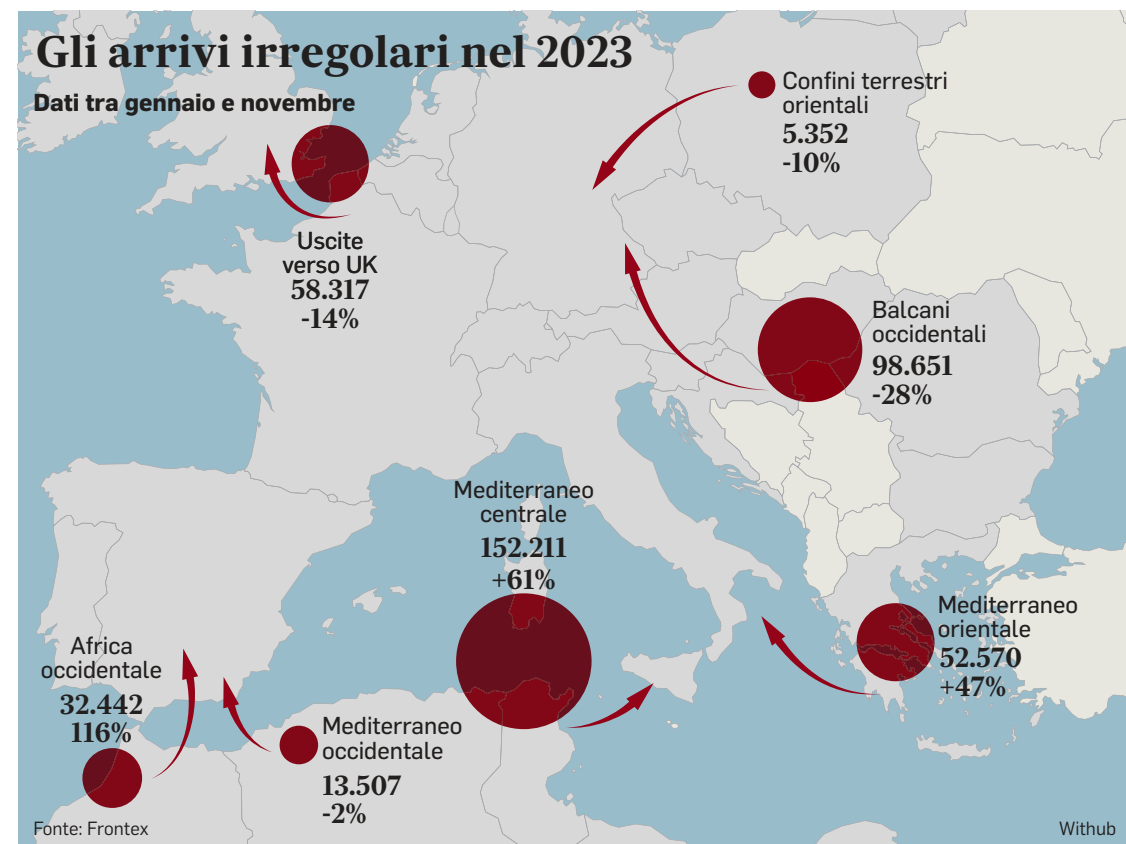 Gli arrivi irregolari nel 2023
Dati tra gennaio e novembre
Confini terrestri
orientali
5.352
-10%
Uscite
verso UK
58.317
-14%
Balcani
occidentali
98.651
-28%
Mediterraneo
centrale
152.211
+61%
Mediterraneo
orientale
52.570
+47%
Africa
occidentale
32.442
116%
Mediterraneo
occidentale
13.507
-2%
Fonte: Frontex
Withub